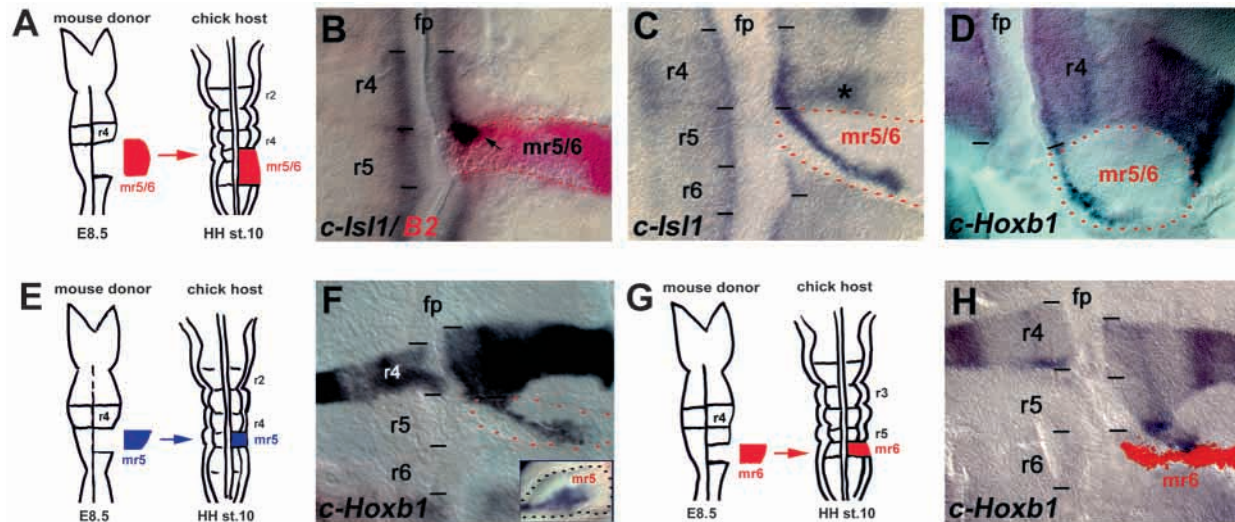 A
mouse donor
chick host
r2
r4
r4
mr5/6
mr5/6
E8.5
HH st.10
B
fp
r4
r5
mr5/6
c-Isl1/ B2
C
fp
r4
*
r5
mr5/6
r6
c-Isl1
D
fp
r4
mr5/6
c-Hoxb1
E
mouse donor
chick host
r2
r4
r4
mr5
mr5
E8.5
HH st.10
F
fp
r4
r5
r6
mr5
c-Hoxb1
G
mouse donor
chick host
r3
r4
r5
mr6
mr6
E8.5
HH st.10
H
fp
r4
r5
r6
mr6
c-Hoxb1